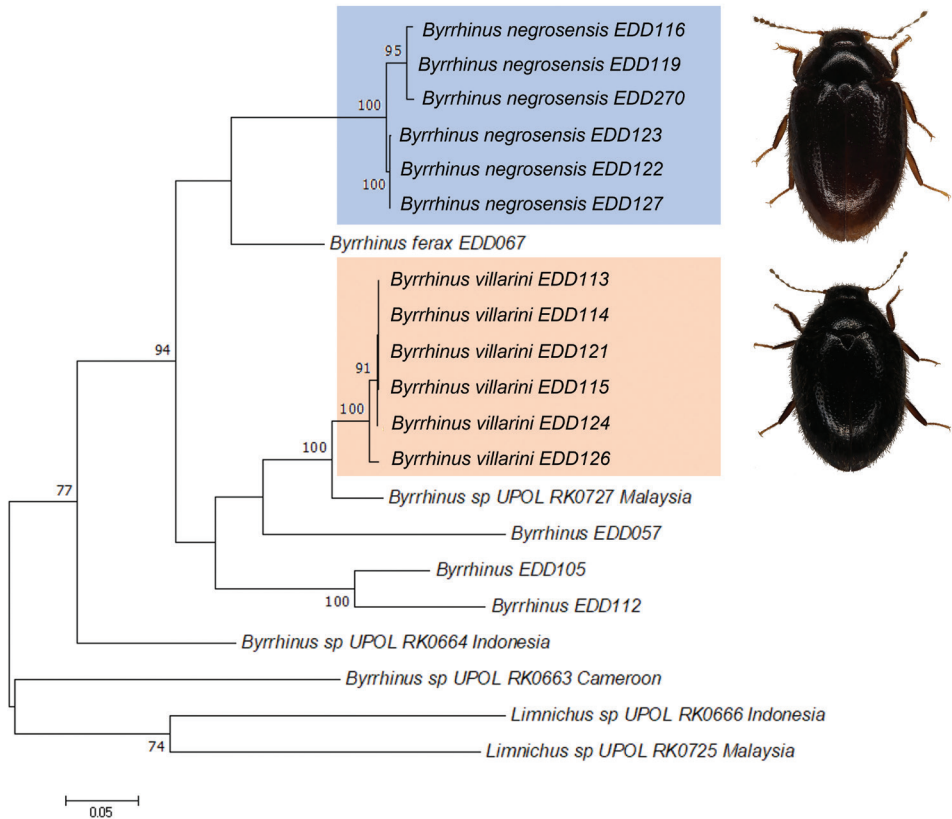 Byrrhinus negrosensis EDD116
95
Byrrhinus negrosensis EDD119
Byrrhinus negrosensis EDD270
100
Byrrhinus negrosensis EDD123
Byrrhinus negrosensis EDD122
100
Byrrhinus negrosensis EDD127
Byrrhinus ferax EDD067
Byrrhinus villarini EDD113
Byrrhinus villarini EDD114
Byrrhinus villarini EDD121
94
91
Byrrhinus villarini EDD115
100
Byrrhinus villarini EDD124
100
Byrrhinus villarini EDD126
77
Byrrhinus sp UPOL RK0727 Malaysia
Byrrhinus EDD057
Byrrhinus EDD105
100
Byrrhinus EDD112
Byrrhinus sp UPOL RK0664 Indonesia
Byrrhinus sp UPOL RK0663 Cameroon
Limnichus sp UPOL RK0666 Indonesia
74
Limnichus sp UPOL RK0725 Malaysia
0.05